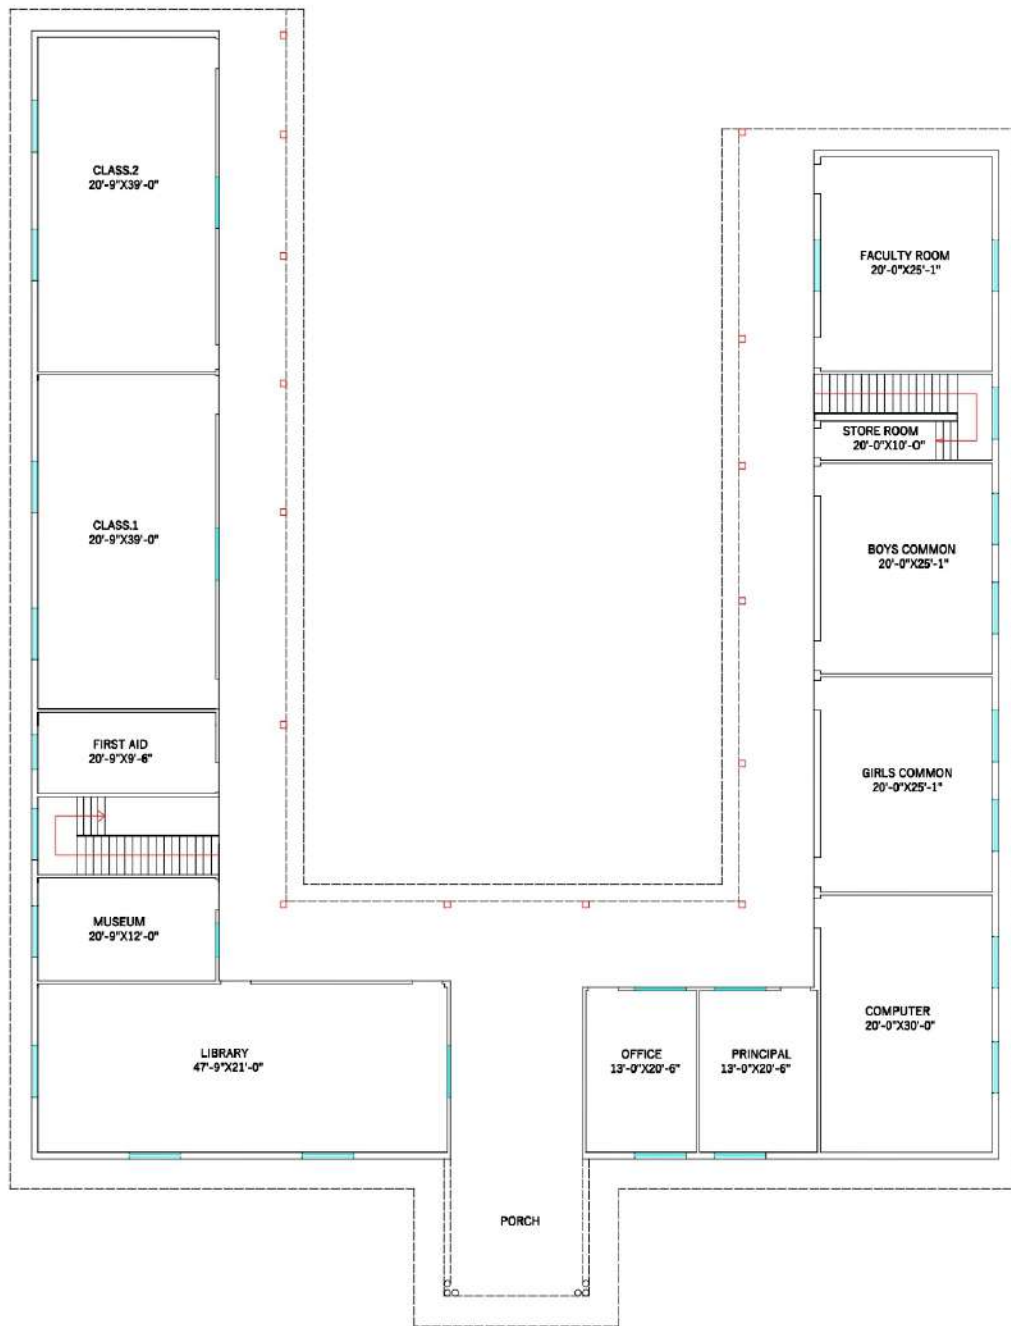 CLASS.2
20'-9"X39'-0"
FACULTY ROOM
20'-0"X25'-1"
STORE ROOM
20'-0"X10'-O"
CLASS.1
20'-9"X39'-0"
BOYS COMMON
20'-0"X25'-1"
FIRST AID
20'-9"X9'-6"
GIRLS COMMON
20'-0"X25'-1"
MUSEUM
20'-9"X12'-0"
COMPUTER
20'-0"X30'-0"
LIBRARY
47'-9"X21'-0"
OFFICE
13'-0"X20'-6"
PRINCIPAL
13'-0"X20'-6"
PORCH